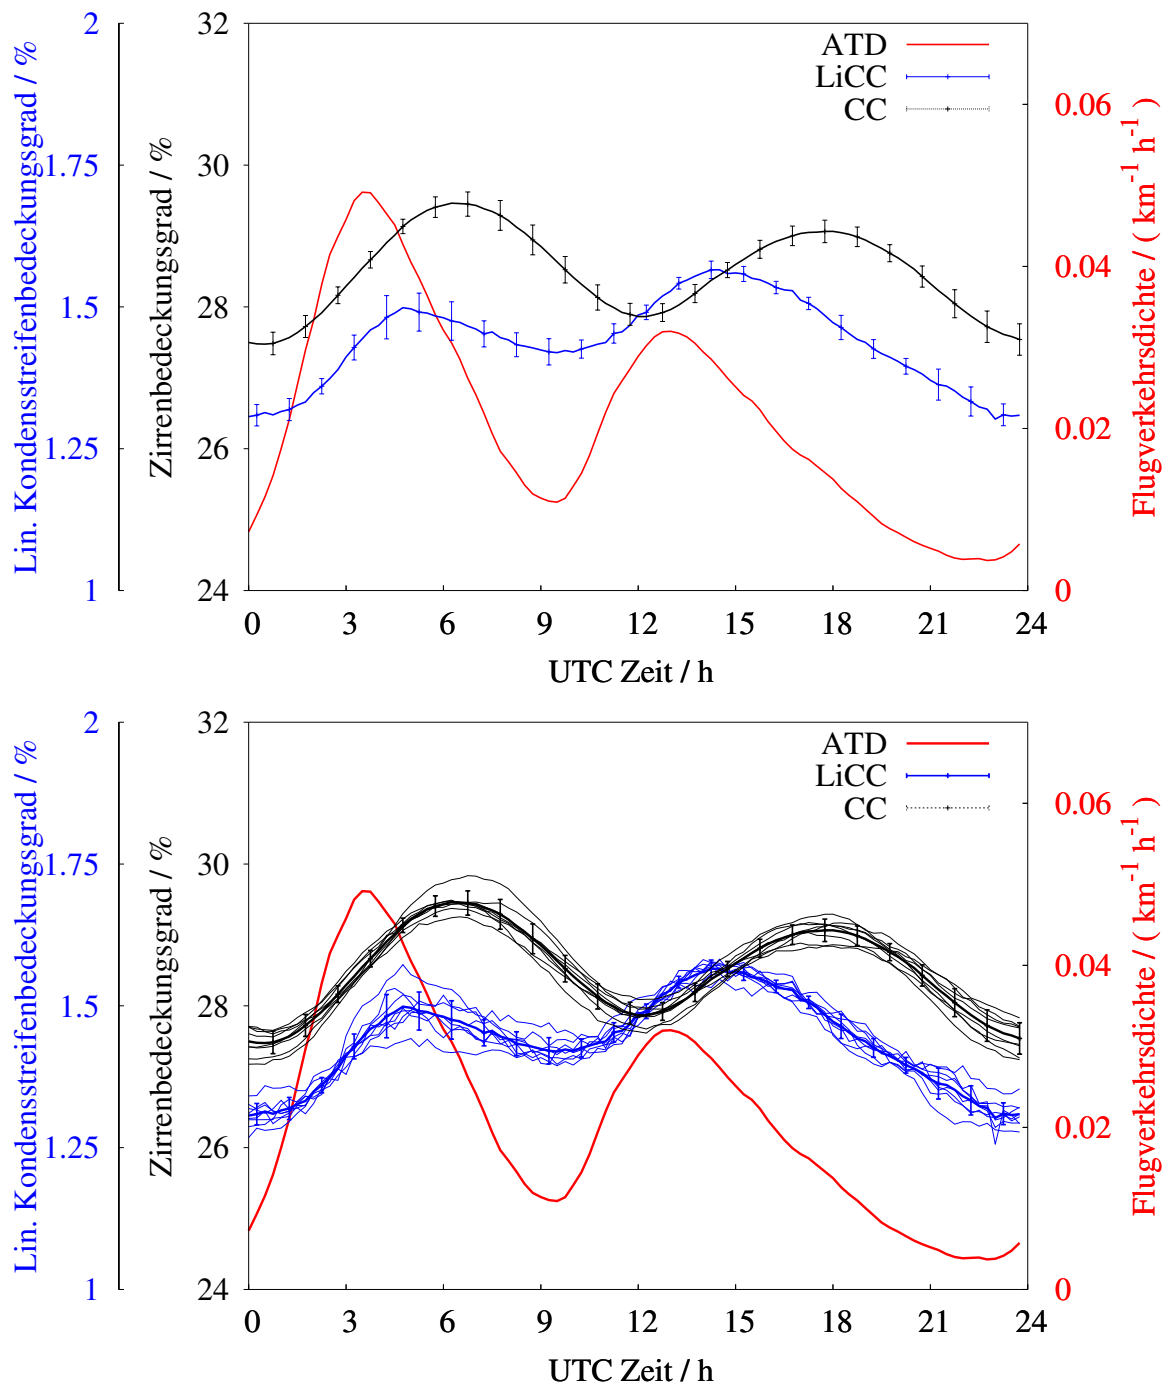 Lin. Kondensstreifenbedeckungsgrad / %
2
1.75
1.5
1.25
1
Zirrenbedeckungsgrad / %
32
30
28
26
24
ATD
LiCC
CC
0.06
0.04
0.02
0
Flugverkehrsdichte / ( km⁻¹ h⁻¹ )
0 3 6 9 12 15 18 21 24
UTC Zeit / h
Lin. Kondensstreifenbedeckungsgrad / %
2
1.75
1.5
1.25
1
Zirrenbedeckungsgrad / %
32
30
28
26
24
ATD
LiCC
CC
0.06
0.04
0.02
0
Flugverkehrsdichte / ( km⁻¹ h⁻¹ )
0 3 6 9 12 15 18 21 24
UTC Zeit / h